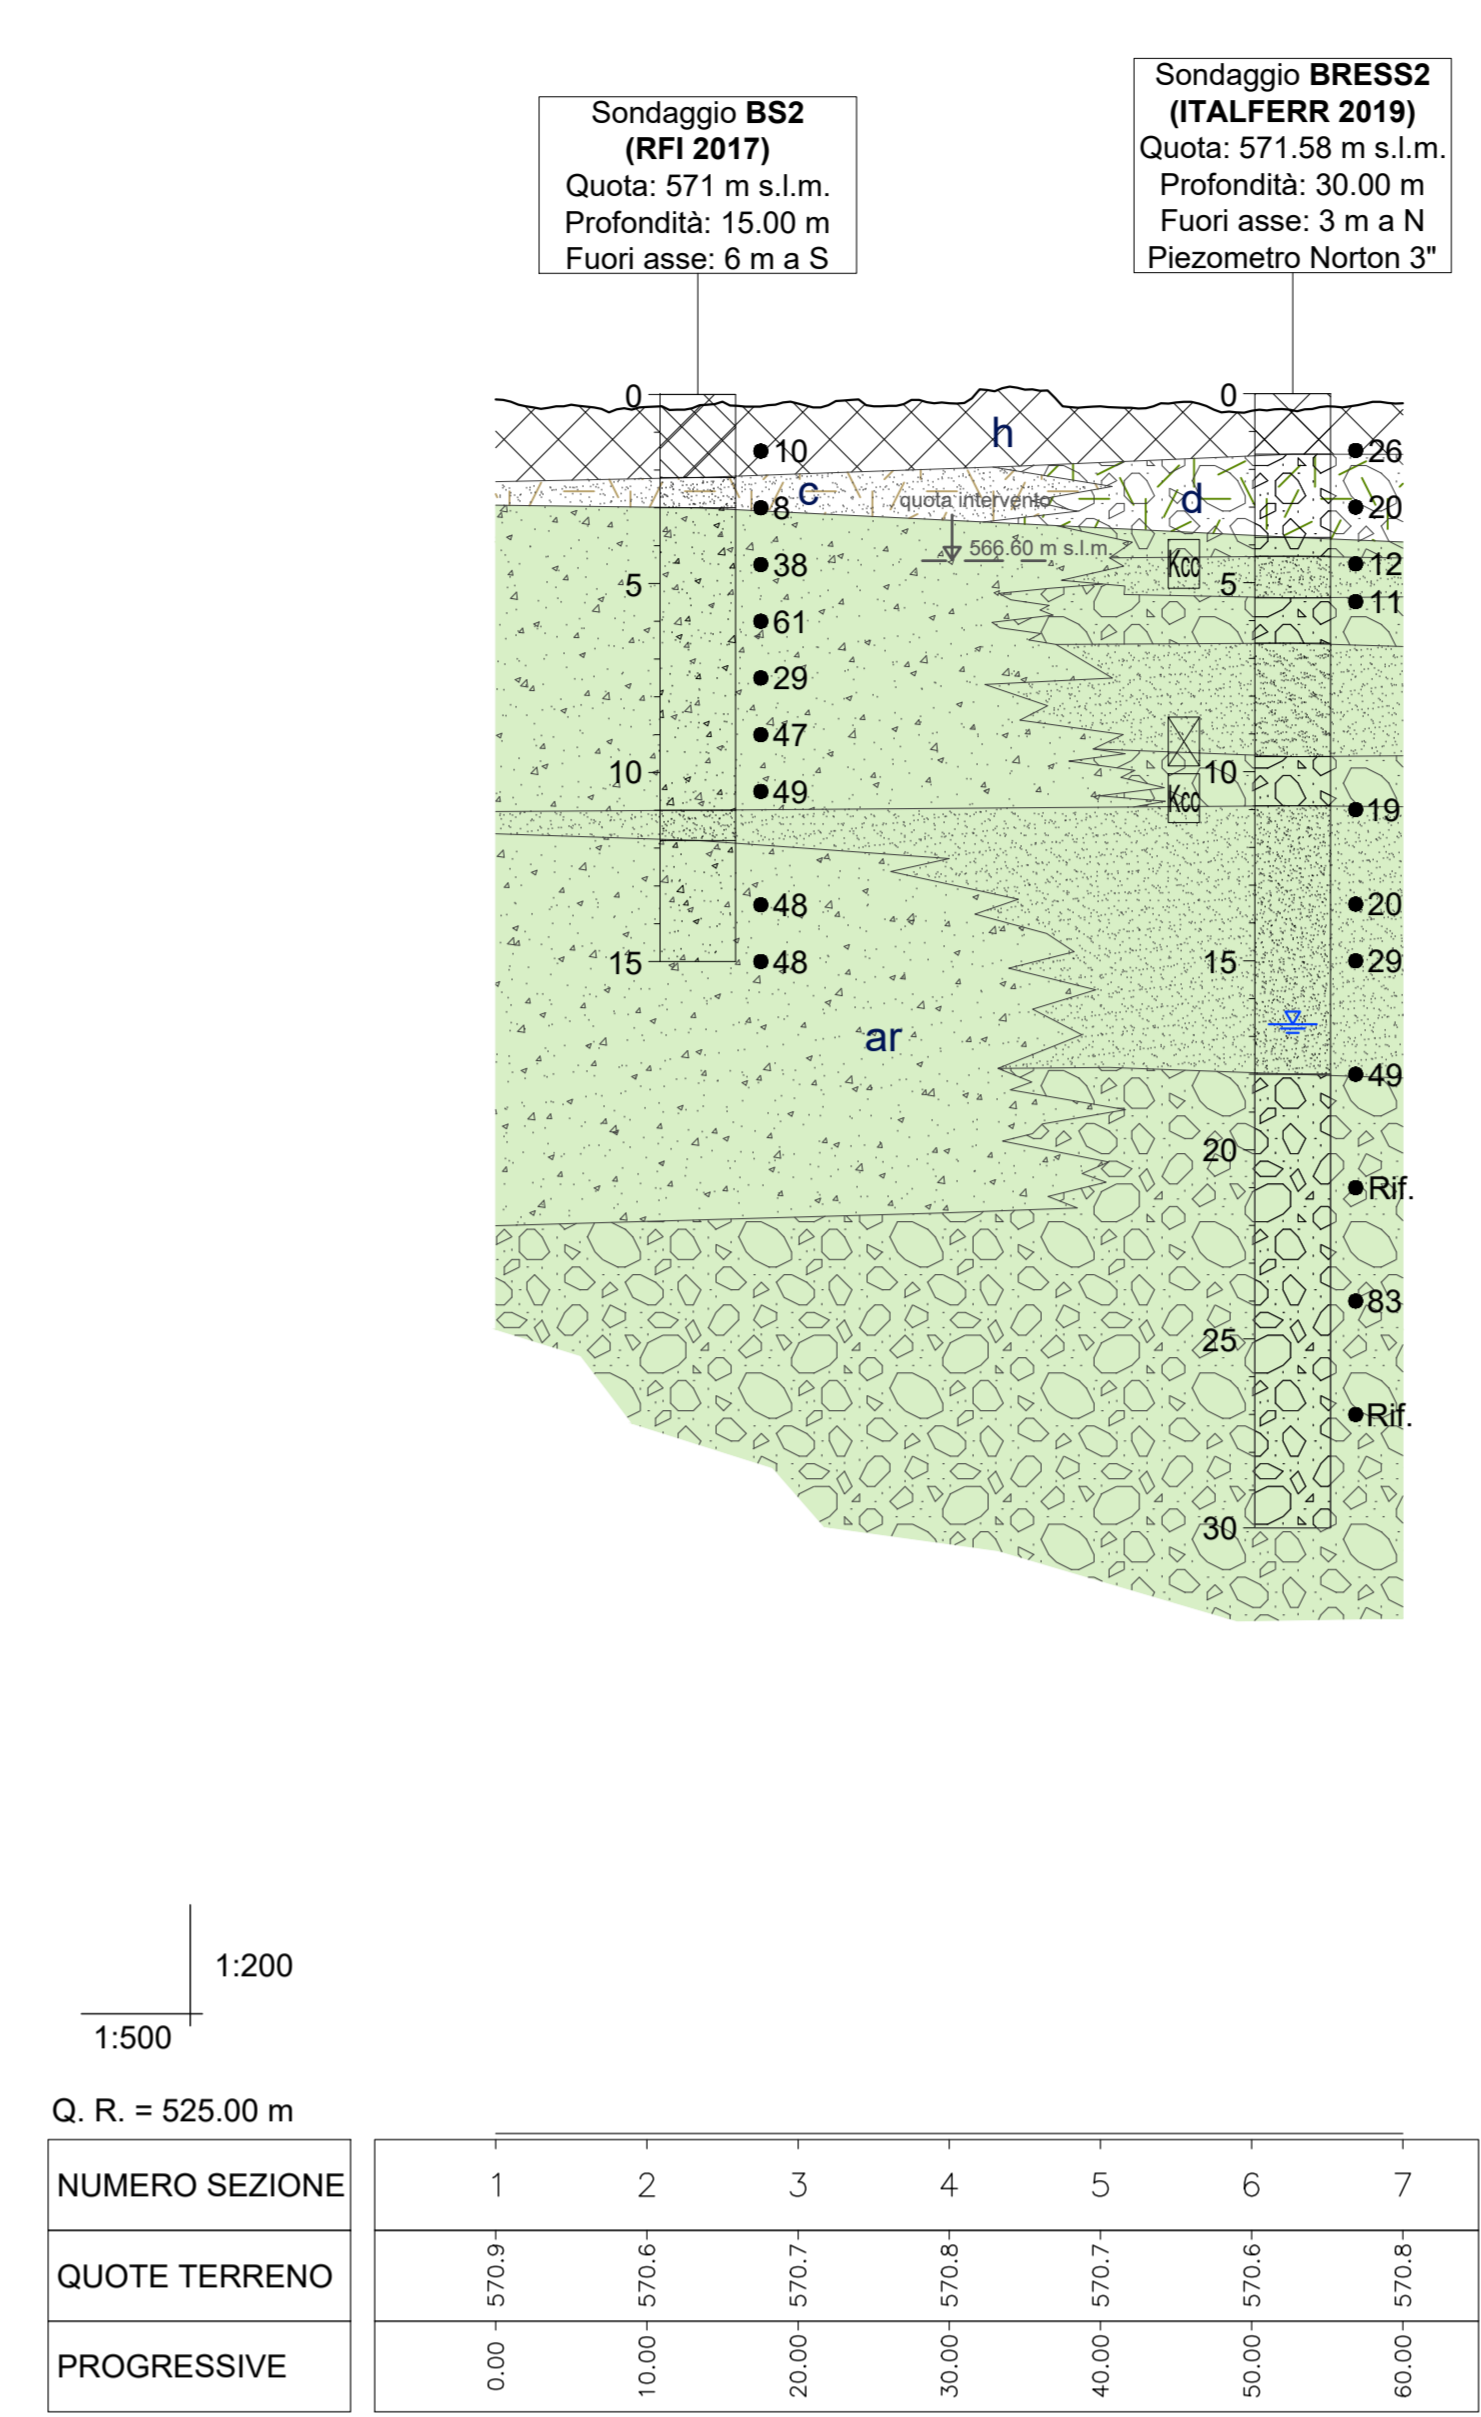 Sondaggio BS2
(RFI 2017)
Quota: 571 m s.l.m.
Profondità: 15.00 m
Fuori asse: 6 m a S
Sondaggio BRESS2
(ITALFERR 2019)
Quota: 571.58 m s.l.m.
Profondità: 30.00 m
Fuori asse: 3 m a N
Piezometro Norton 3"
0
5
10
15
10
8
38
61
29
47
49
48
48
h
c
d
quota intervento
566.60 m s.l.m.
Kcc
Kcc
ar
0
5
10
15
20
25
30
26
20
12
11
19
20
29
49
Rif.
83
Rif.
1:200
1:500
Q. R. = 525.00 m
NUMERO SEZIONE 1 2 3 4 5 6 7
QUOTE TERRENO 570.9 570.6 570.7 570.8 570.7 570.6 570.8
PROGRESSIVE 0.00 10.00 20.00 30.00 40.00 50.00 60.00